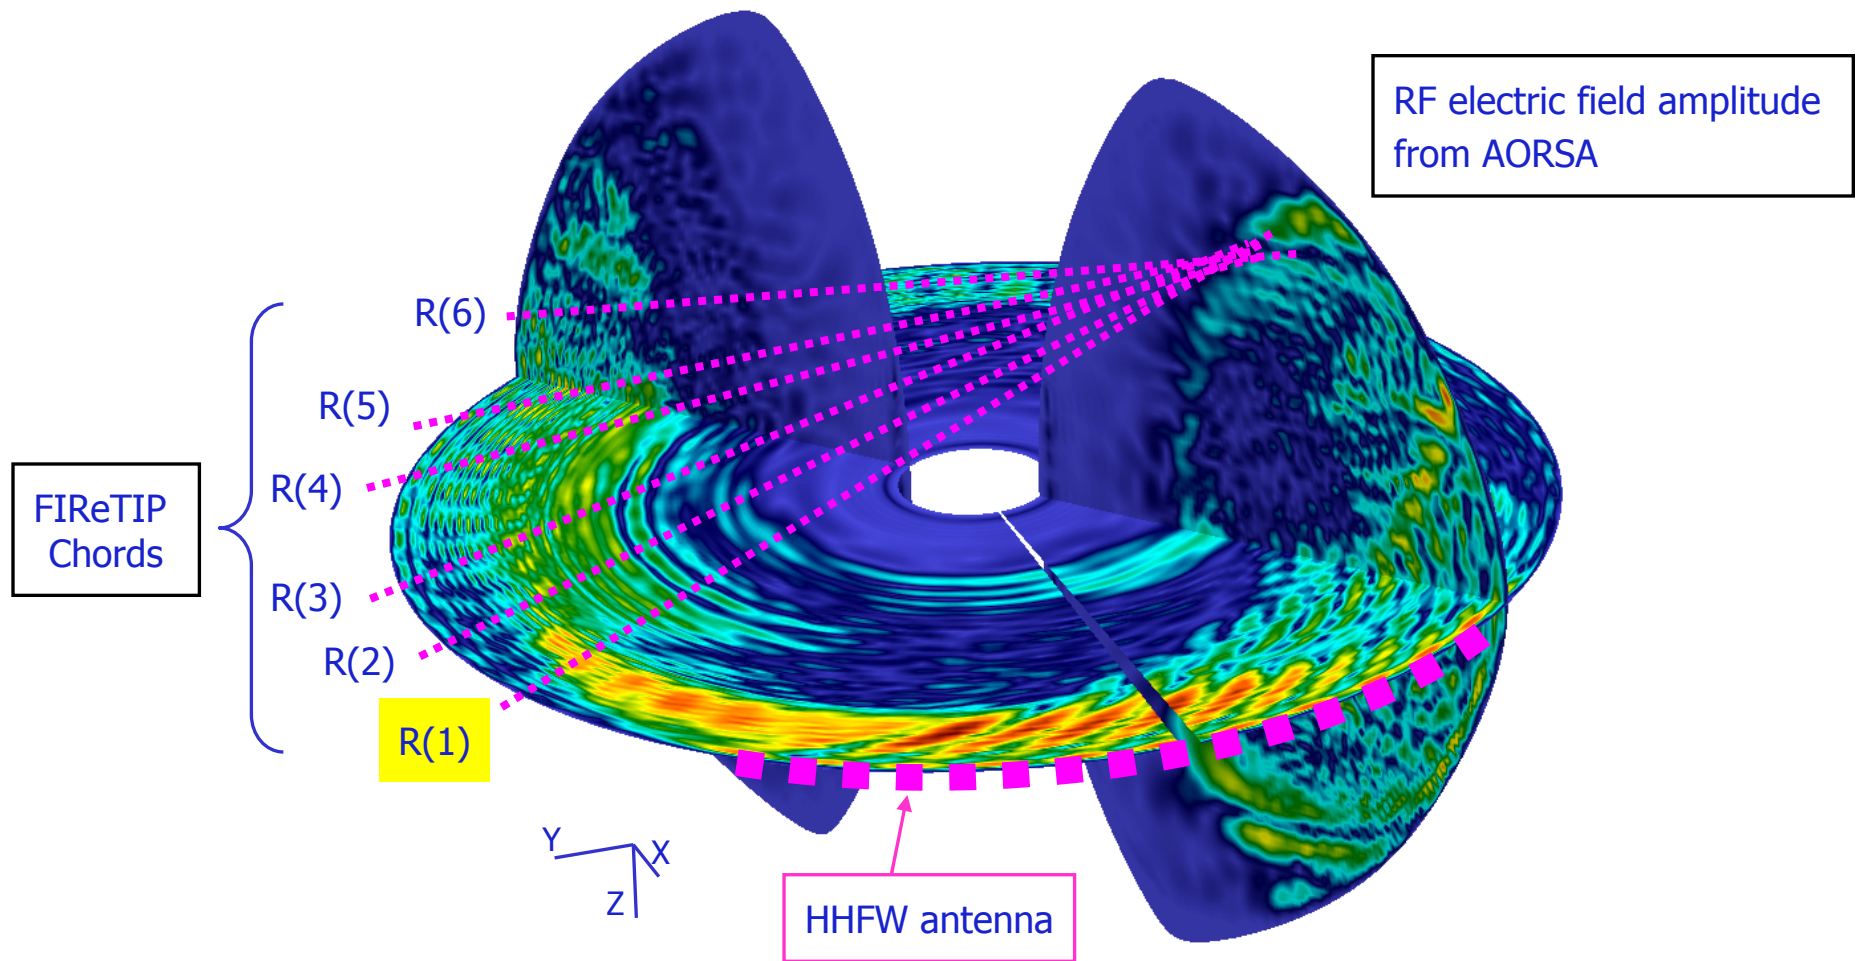 RF electric field amplitude
from AORSA
R(6)
R(5)
R(4)
FIReTIP
Chords
R(3)
R(2)
R(1)
Y
X
Z
HHFW antenna